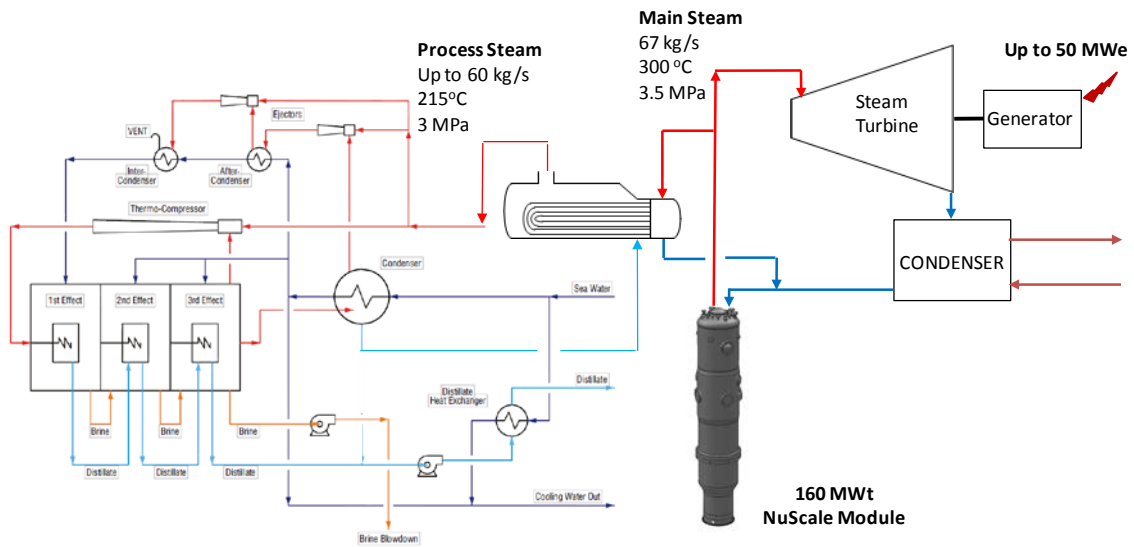 Process Steam
Up to 60 kg/s
215°C
3 MPa
Main Steam
67 kg/s
300 °C
3.5 MPa
Up to 50 MWe
Steam
Turbine
Generator
CONDENSER
160 MWt
NuScale Module
Ejectors
VENT
Inter-
Condenser
After-
Condenser
Thermo-Compressor
Condenser
Sea Water
1st Effect
2nd Effect
3rd Effect
Distillate
Distillate
Heat Exchanger
Brine
Brine
Brine
Distillate
Distillate
Distillate
Cooling Water Out
Brine Blowdown